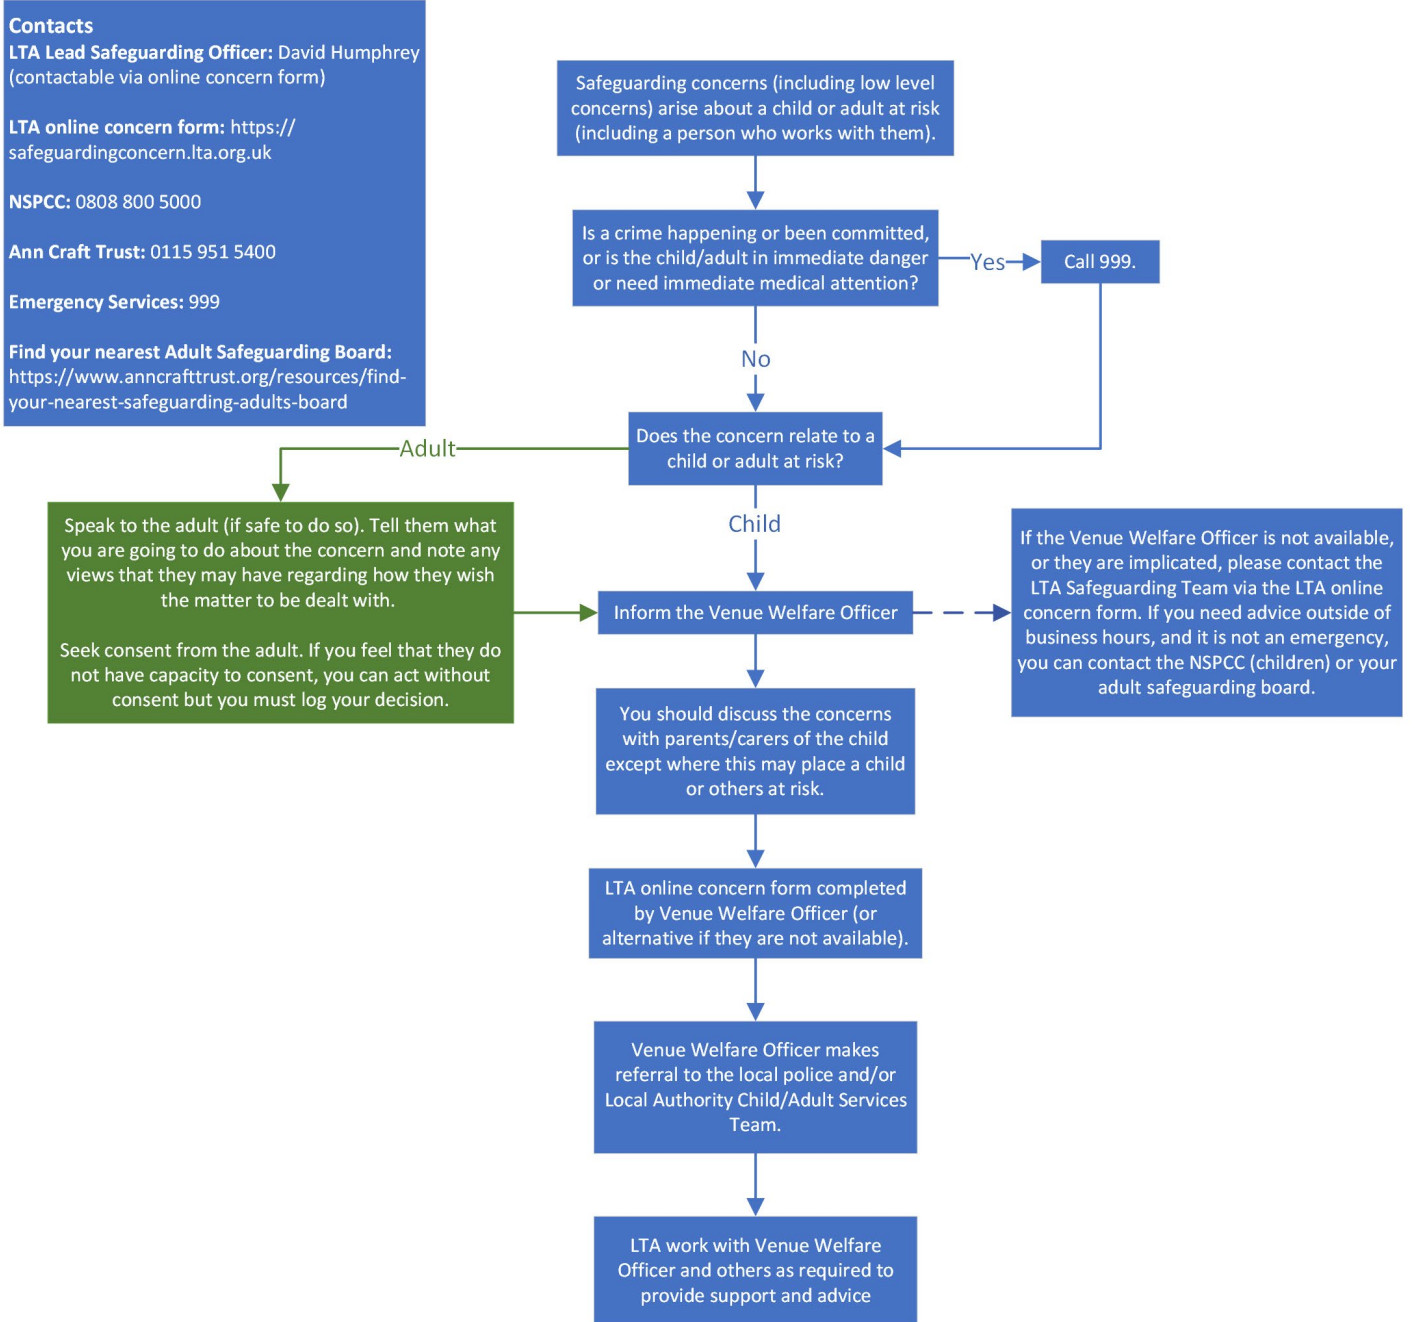 Contacts
LTA Lead Safeguarding Officer: David Humphrey
(contactable via online concern form)
LTA online concern form: https://
safeguardingconcern.lta.org.uk
NSPCC: 0808 800 5000
Ann Craft Trust: 0115 951 5400
Emergency Services: 999
Find your nearest Adult Safeguarding Board:
https://www.anncrafttrust.org/resources/find-
your-nearest-safeguarding-adults-board
Safeguarding concerns (including low level
concerns) arise about a child or adult at risk
(including a person who works with them).
Is a crime happening or been committed,
or is the child/adult in immediate danger
or need immediate medical attention?
Yes
Call 999.
No
Does the concern relate to a
child or adult at risk?
Adult
Speak to the adult (if safe to do so). Tell them what
you are going to do about the concern and note any
views that they may have regarding how they wish
the matter to be dealt with.
Seek consent from the adult. If you feel that they do
not have capacity to consent, you can act without
consent but you must log your decision.
Child
Inform the Venue Welfare Officer
If the Venue Welfare Officer is not available,
or they are implicated, please contact the
LTA Safeguarding Team via the LTA online
concern form. If you need advice outside of
business hours, and it is not an emergency,
you can contact the NSPCC (children) or your
adult safeguarding board.
You should discuss the concerns
with parents/carers of the child
except where this may place a child
or others at risk.
LTA online concern form completed
by Venue Welfare Officer (or
alternative if they are not available).
Venue Welfare Officer makes
referral to the local police and/or
Local Authority Child/Adult Services
Team.
LTA work with Venue Welfare
Officer and others as required to
provide support and advice